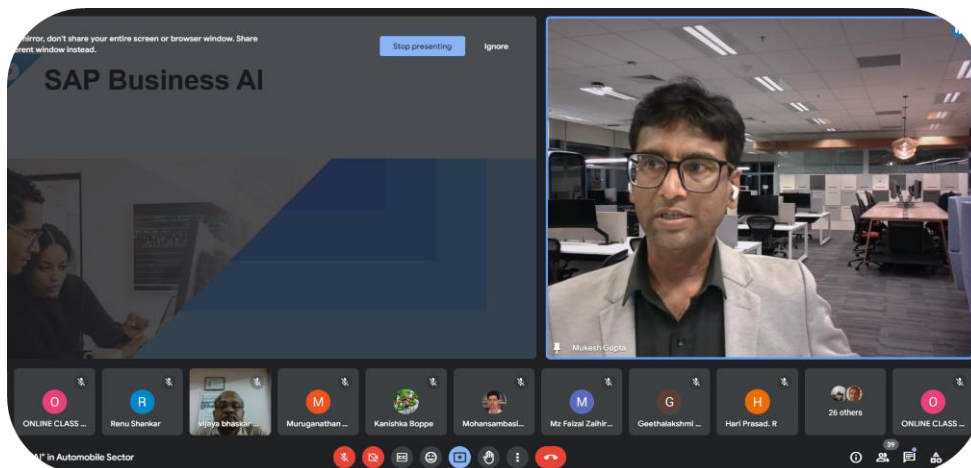 mirror, don't share your entire screen or browser window. Share
erent window instead.
Stop presenting
Ignore
SAP Business AI
Mukesh Gupta
O
ONLINE CLASS ...
R
Renu Shankar
vijaya bhaskar ...
M
Muruganathan ...
Kanishka Boppe
Mohansambasi...
M
Mz Faizal Zaihir...
G
Geethalakshmi ...
H
Hari Prasad. R
26 others
O
ONLINE CLAS...
AI" in Automobile Sector
39